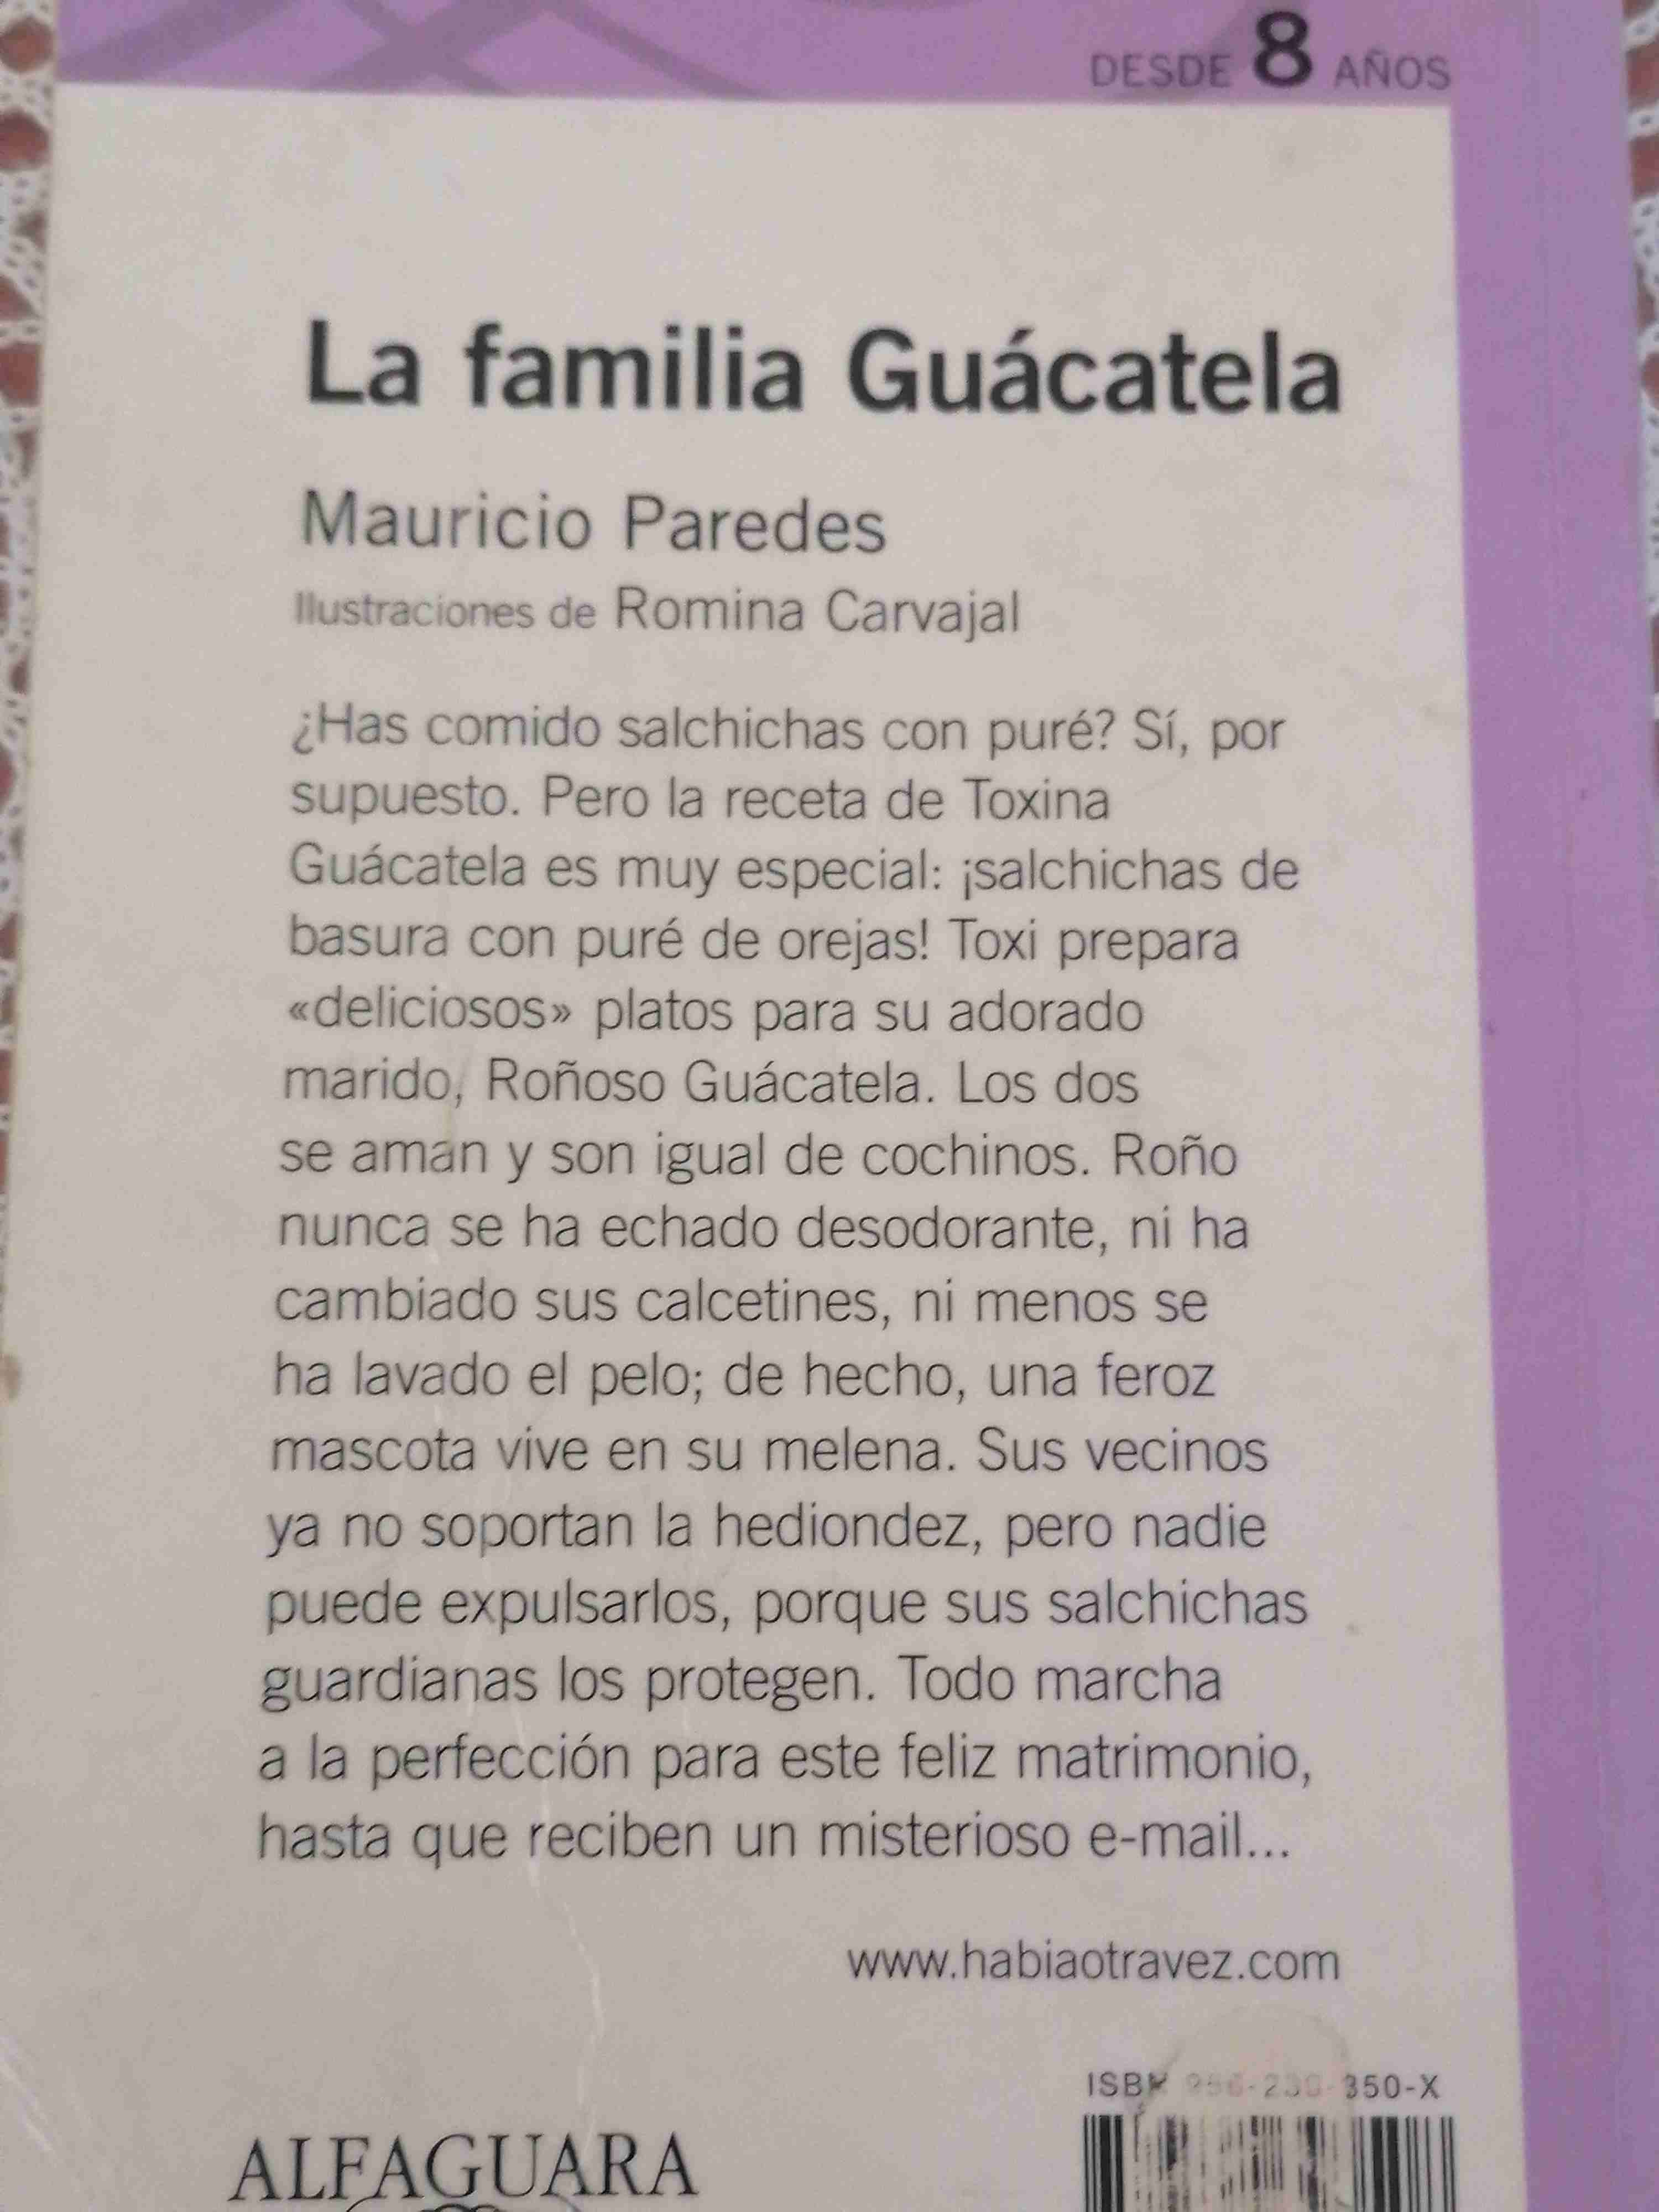 DESDE 8 AÑOS
La familia Guácatela
Mauricio Paredes
Ilustraciones de Romina Carvajal
¿Has comido salchichas con puré? Sí, por
supuesto. Pero la receta de Toxina
Guácatela es muy especial: ¡salchichas de
basura con puré de orejas! Toxi prepara
«deliciosos» platos para su adorado
marido, Roñoso Guácatela. Los dos
se aman y son igual de cochinos. Roño
nunca se ha echado desodorante, ni ha
cambiado sus calcetines, ni menos se
ha lavado el pelo; de hecho, una feroz
mascota vive en su melena. Sus vecinos
ya no soportan la hediondez, pero nadie
puede expulsarlos, porque sus salchichas
guardianas los protegen. Todo marcha
a la perfección para este feliz matrimonio,
hasta que reciben un misterioso e-mail...
www.habiaotravez.com
ISBN 350-X
ALFAGUARA